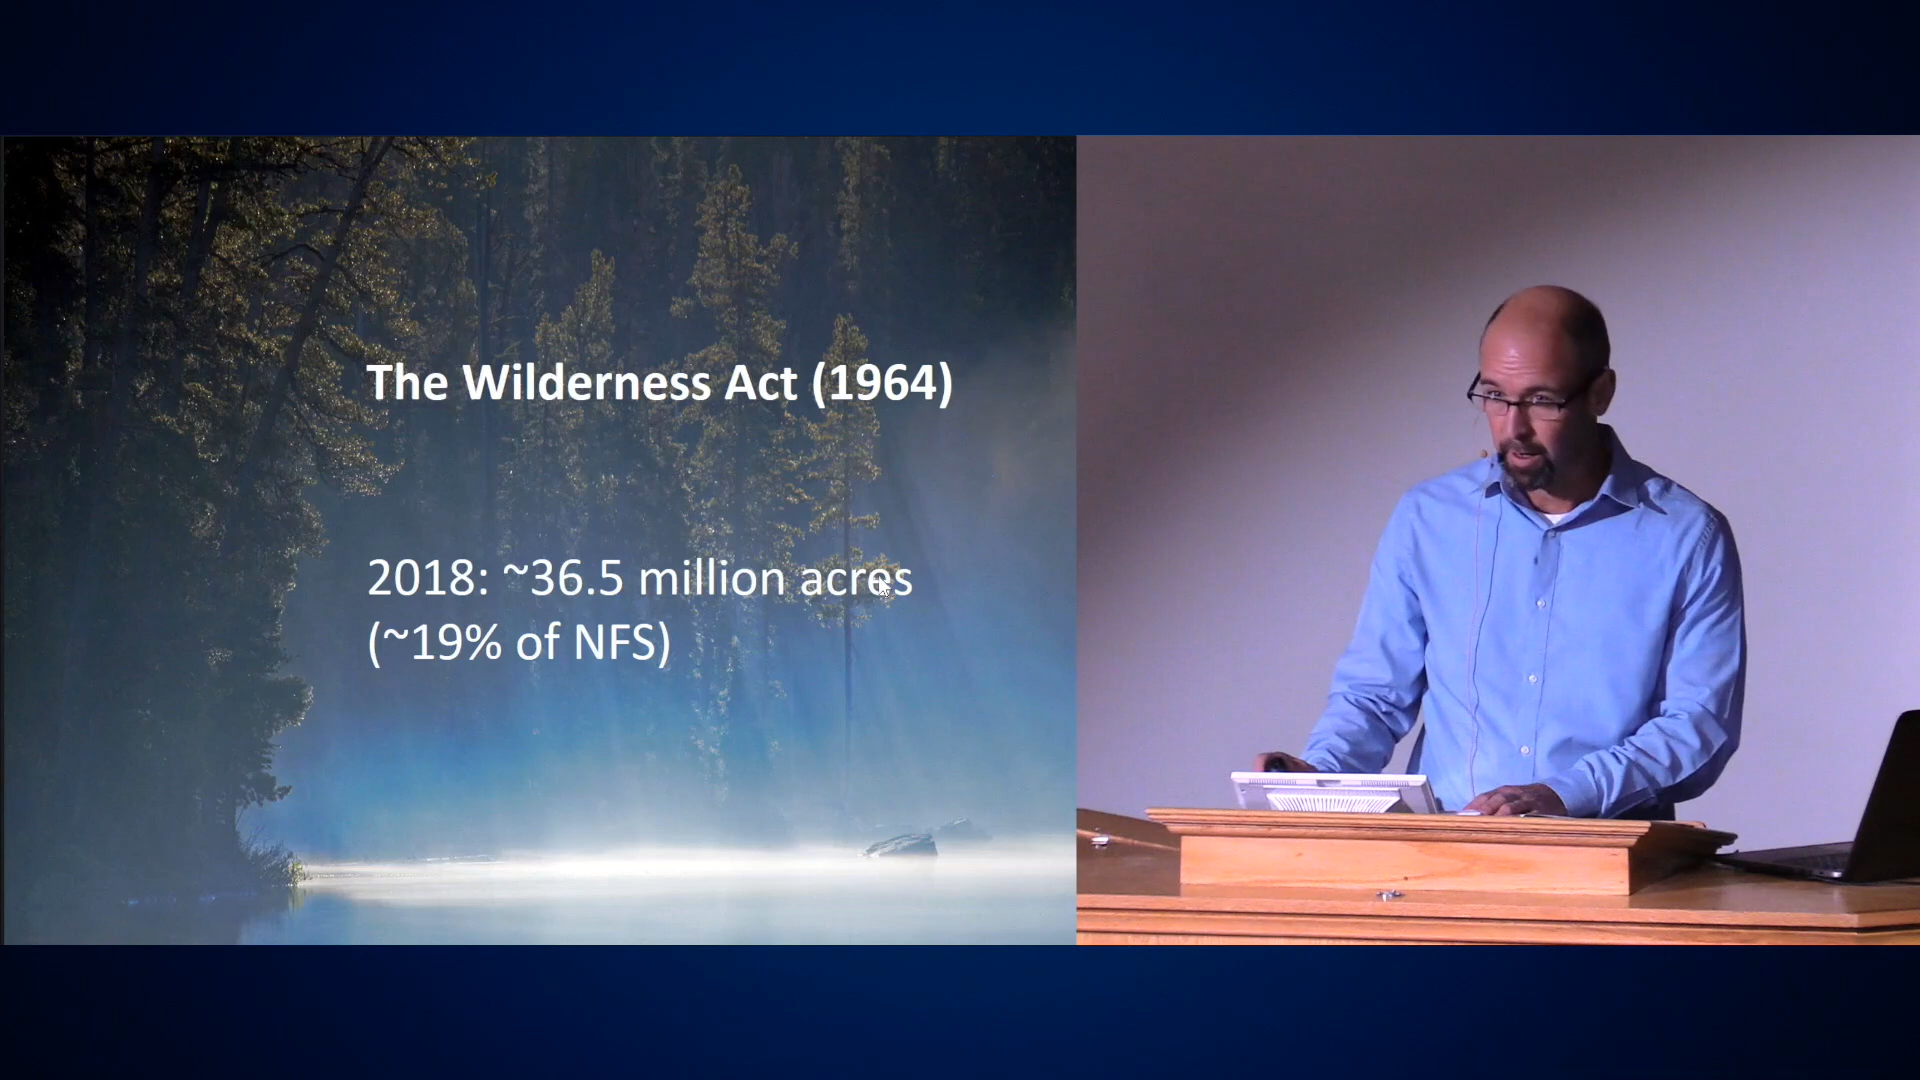 The Wilderness Act (1964)
2018: ~36.5 million acres
(~19% of NFS)